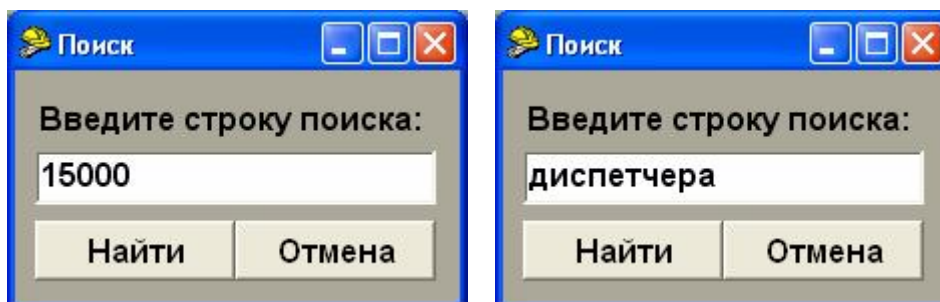 Поиск
Введите строку поиска:
15000
Найти Отмена
Поиск
Введите строку поиска:
диспетчера
Найти Отмена